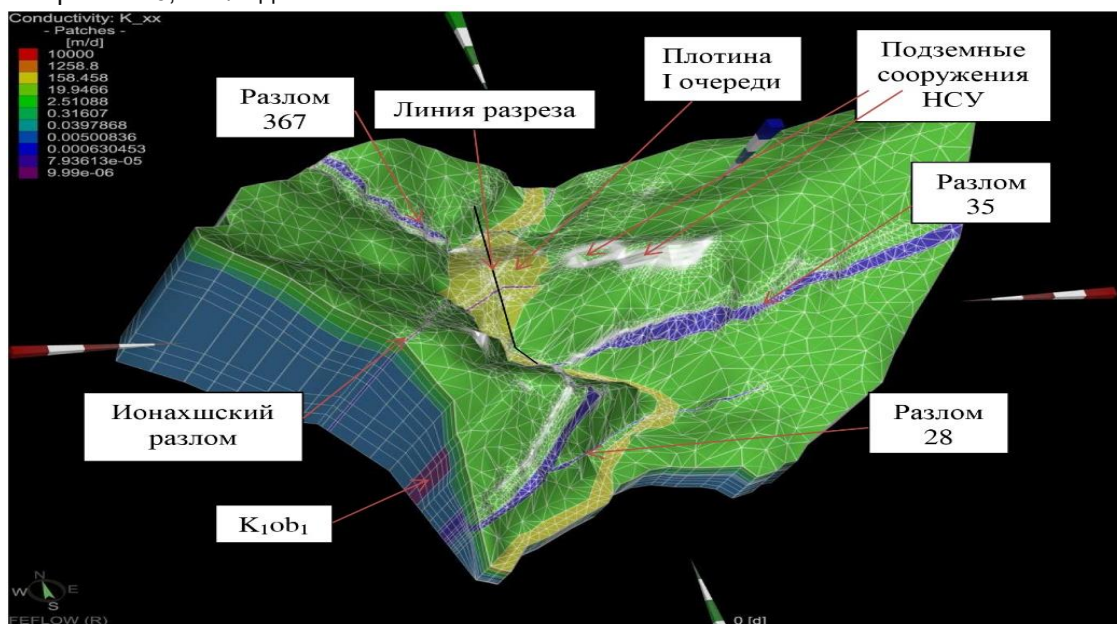 Conductivity: K_xx
- Patches -
[m/d]
10000
1258.8
158.458
19.9466
2.51088
0.31607
0.0397868
0.00500836
0.000630453
7.93613e-05
9.99e-06
Разлом
367
Линия разреза
Плотина
I очереди
Подземные
сооружения
НСУ
Разлом
35
Ионахшский
разлом
Разлом
28
K₁ob₁
N
W E
S
FEFLOW (R)
0 [d]